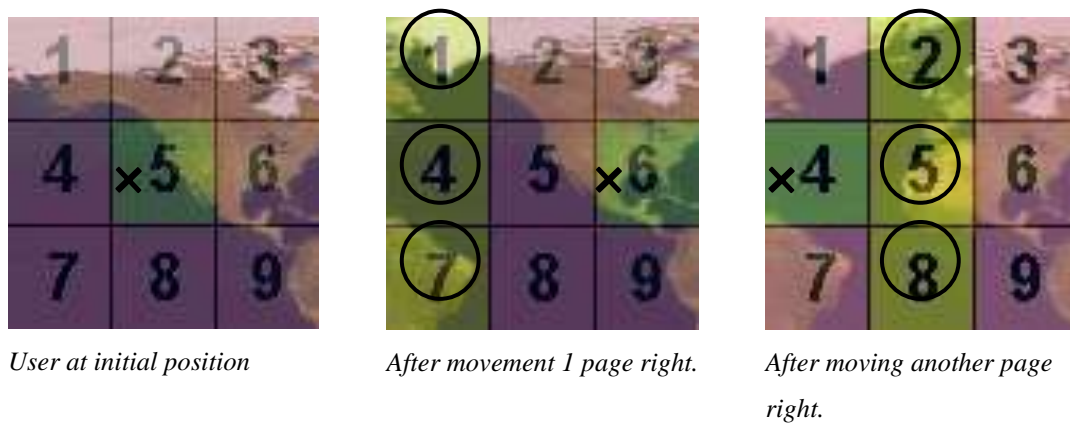 1 2 3
4 ×5 6
7 8 9
User at initial position
1 2 3
4 5 ×6
7 8 9
After movement 1 page right.
1 2 3
×4 5 6
7 8 9
After moving another page
right.